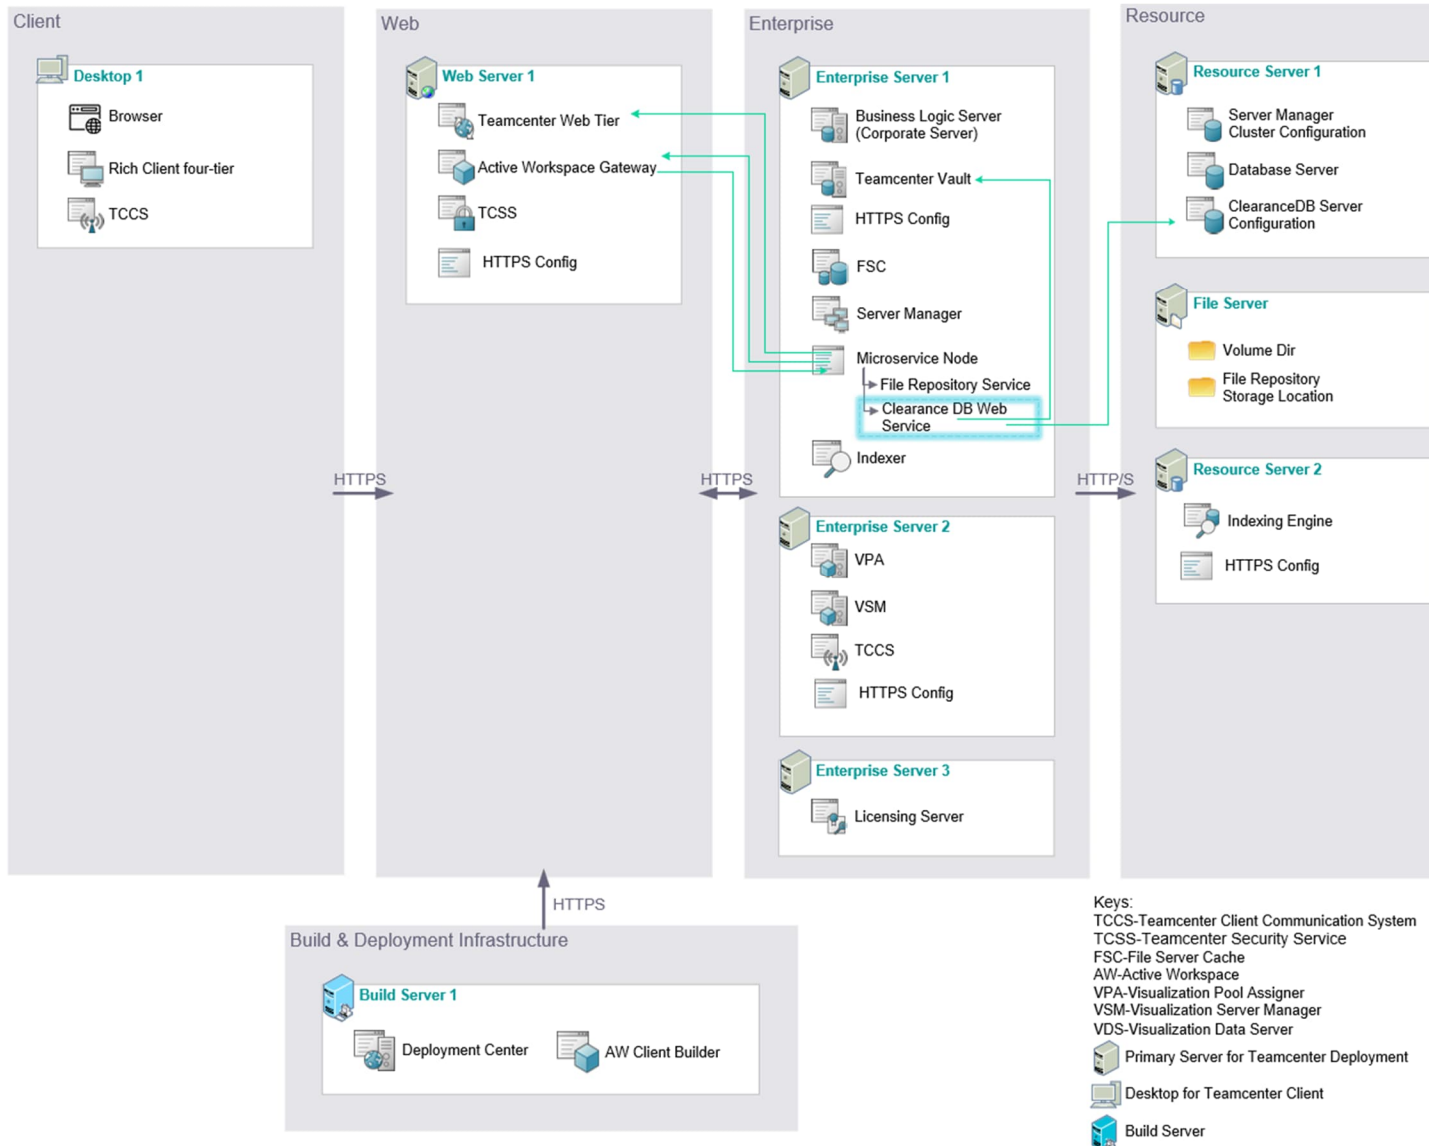 Client
Desktop 1
Browser
Rich Client four-tier
TCCS
Web
Web Server 1
Teamcenter Web Tier
Active Workspace Gateway
TCSS
HTTPS Config
Enterprise
Enterprise Server 1
Business Logic Server
(Corporate Server)
Teamcenter Vault
HTTPS Config
FSC
Server Manager
Microservice Node
File Repository Service
Clearance DB Web
Service
Indexer
Enterprise Server 2
VPA
VSM
TCCS
HTTPS Config
Enterprise Server 3
Licensing Server
Resource
Resource Server 1
Server Manager
Cluster Configuration
Database Server
ClearanceDB Server
Configuration
File Server
Volume Dir
File Repository
Storage Location
Resource Server 2
Indexing Engine
HTTPS Config
HTTPS
HTTPS
HTTP/S
HTTPS
Build & Deployment Infrastructure
Build Server 1
Deployment Center
AW Client Builder
Keys:
TCCS-Teamcenter Client Communication System
TCSS-Teamcenter Security Service
FSC-File Server Cache
AW-Active Workspace
VPA-Visualization Pool Assigner
VSM-Visualization Server Manager
VDS-Visualization Data Server
Primary Server for Teamcenter Deployment
Desktop for Teamcenter Client
Build Server